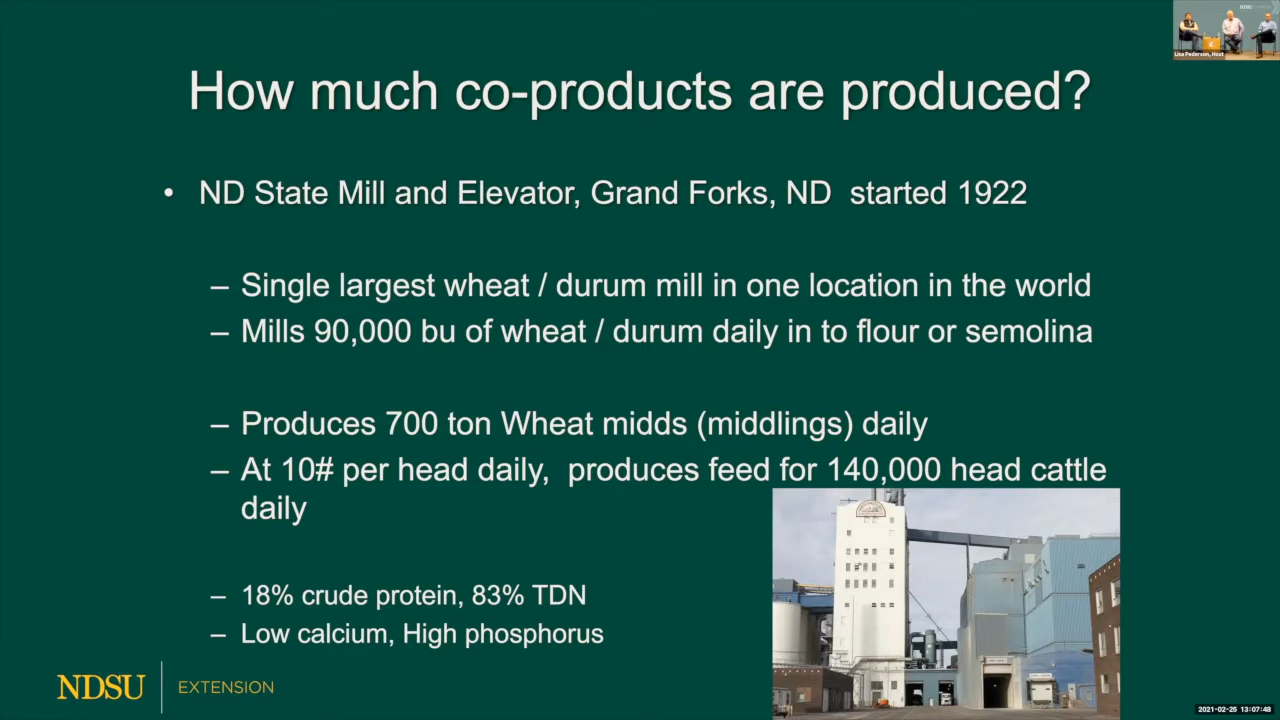 NDSU
Lisa Pederson, Heat
How much co-products are produced?
• ND State Mill and Elevator, Grand Forks, ND started 1922
– Single largest wheat / durum mill in one location in the world
– Mills 90,000 bu of wheat / durum daily in to flour or semolina
– Produces 700 ton Wheat midds (middlings) daily
– At 10# per head daily, produces feed for 140,000 head cattle
daily
– 18% crude protein, 83% TDN
– Low calcium, High phosphorus
NDSU EXTENSION
2021-02-25 13:07:48